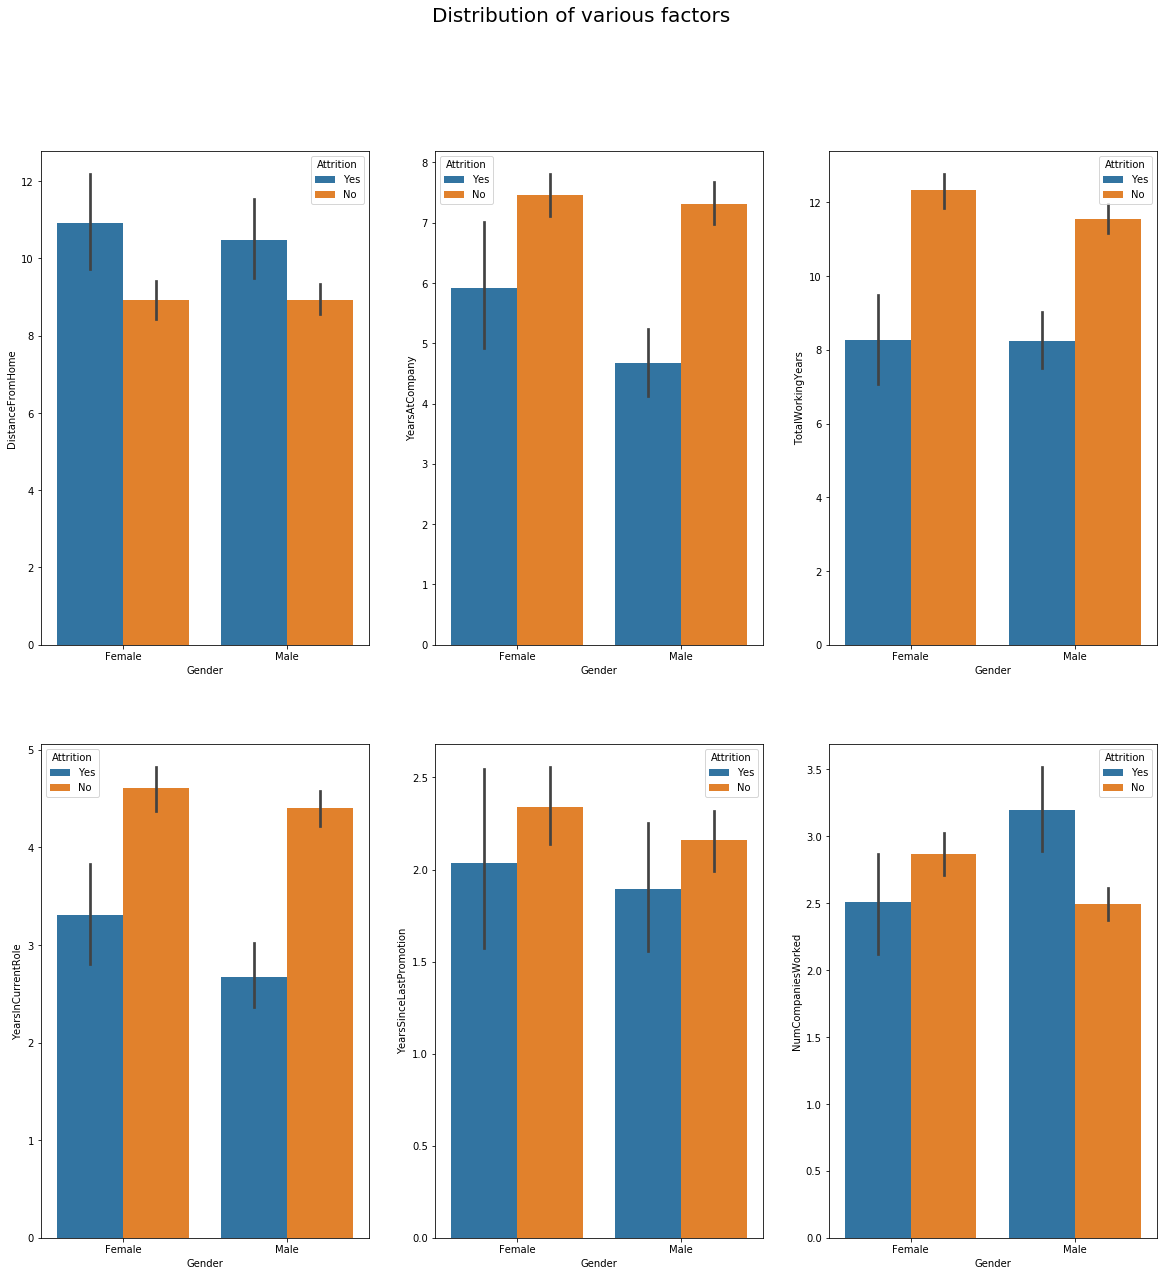 Distribution of various factors
DistanceFromHome
12
10
8
6
4
2
0
Attrition
Yes
No
Female
Male
Gender
YearsAtCompany
8
7
6
5
4
3
2
1
0
Attrition
Yes
No
Female
Male
Gender
TotalWorkingYears
12
10
8
6
4
2
0
Attrition
Yes
No
Female
Male
Gender
YearsInCurrentRole
5
4
3
2
1
0
Attrition
Yes
No
Female
Male
Gender
YearsSinceLastPromotion
2.5
2.0
1.5
1.0
0.5
0.0
Attrition
Yes
No
Female
Male
Gender
NumCompaniesWorked
3.5
3.0
2.5
2.0
1.5
1.0
0.5
0.0
Attrition
Yes
No
Female
Male
Gender